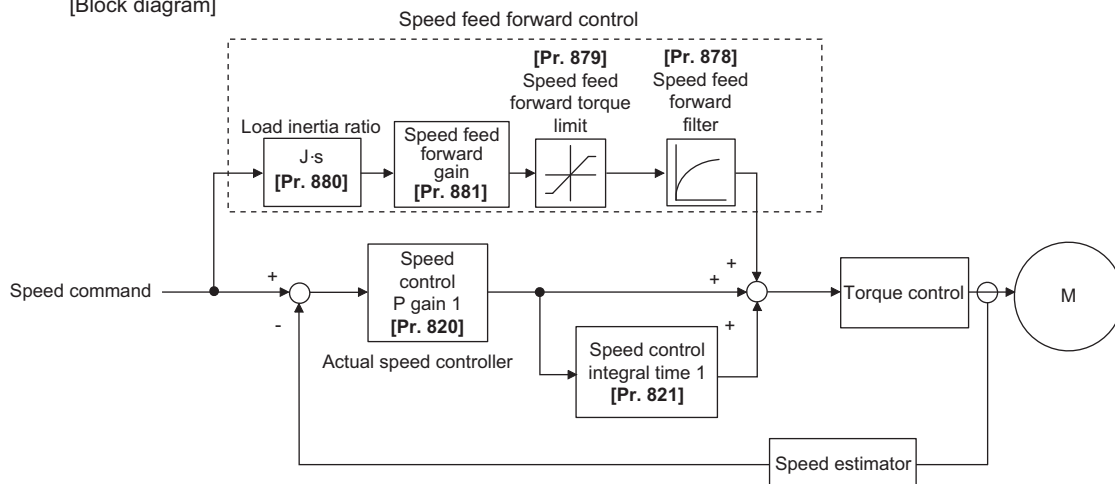 [Block diagram]
Speed feed forward control
[Pr. 879]
Speed feed
forward torque
limit
[Pr. 878]
Speed feed
forward
filter
Load inertia ratio
J·s
[Pr. 880]
Speed feed
forward
gain
[Pr. 881]
Speed command
+
-
Speed
control
P gain 1
[Pr. 820]
Actual speed controller
+
+
+
Speed control
integral time 1
[Pr. 821]
Torque control
M
Speed estimator